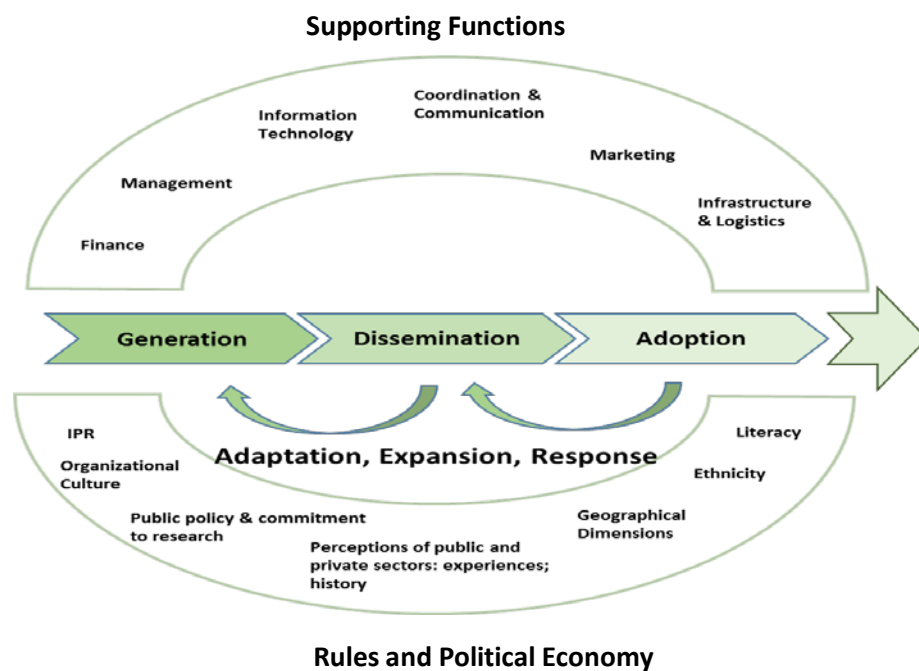 Supporting Functions
Coordination &
Communication
Information
Technology
Marketing
Management
Infrastructure
& Logistics
Finance
Generation
Dissemination
Adoption
Adaptation, Expansion, Response
IPR
Organizational
Culture
Public policy & commitment
to research
Perceptions of public and
private sectors: experiences;
history
Geographical
Dimensions
Ethnicity
Literacy
Rules and Political Economy